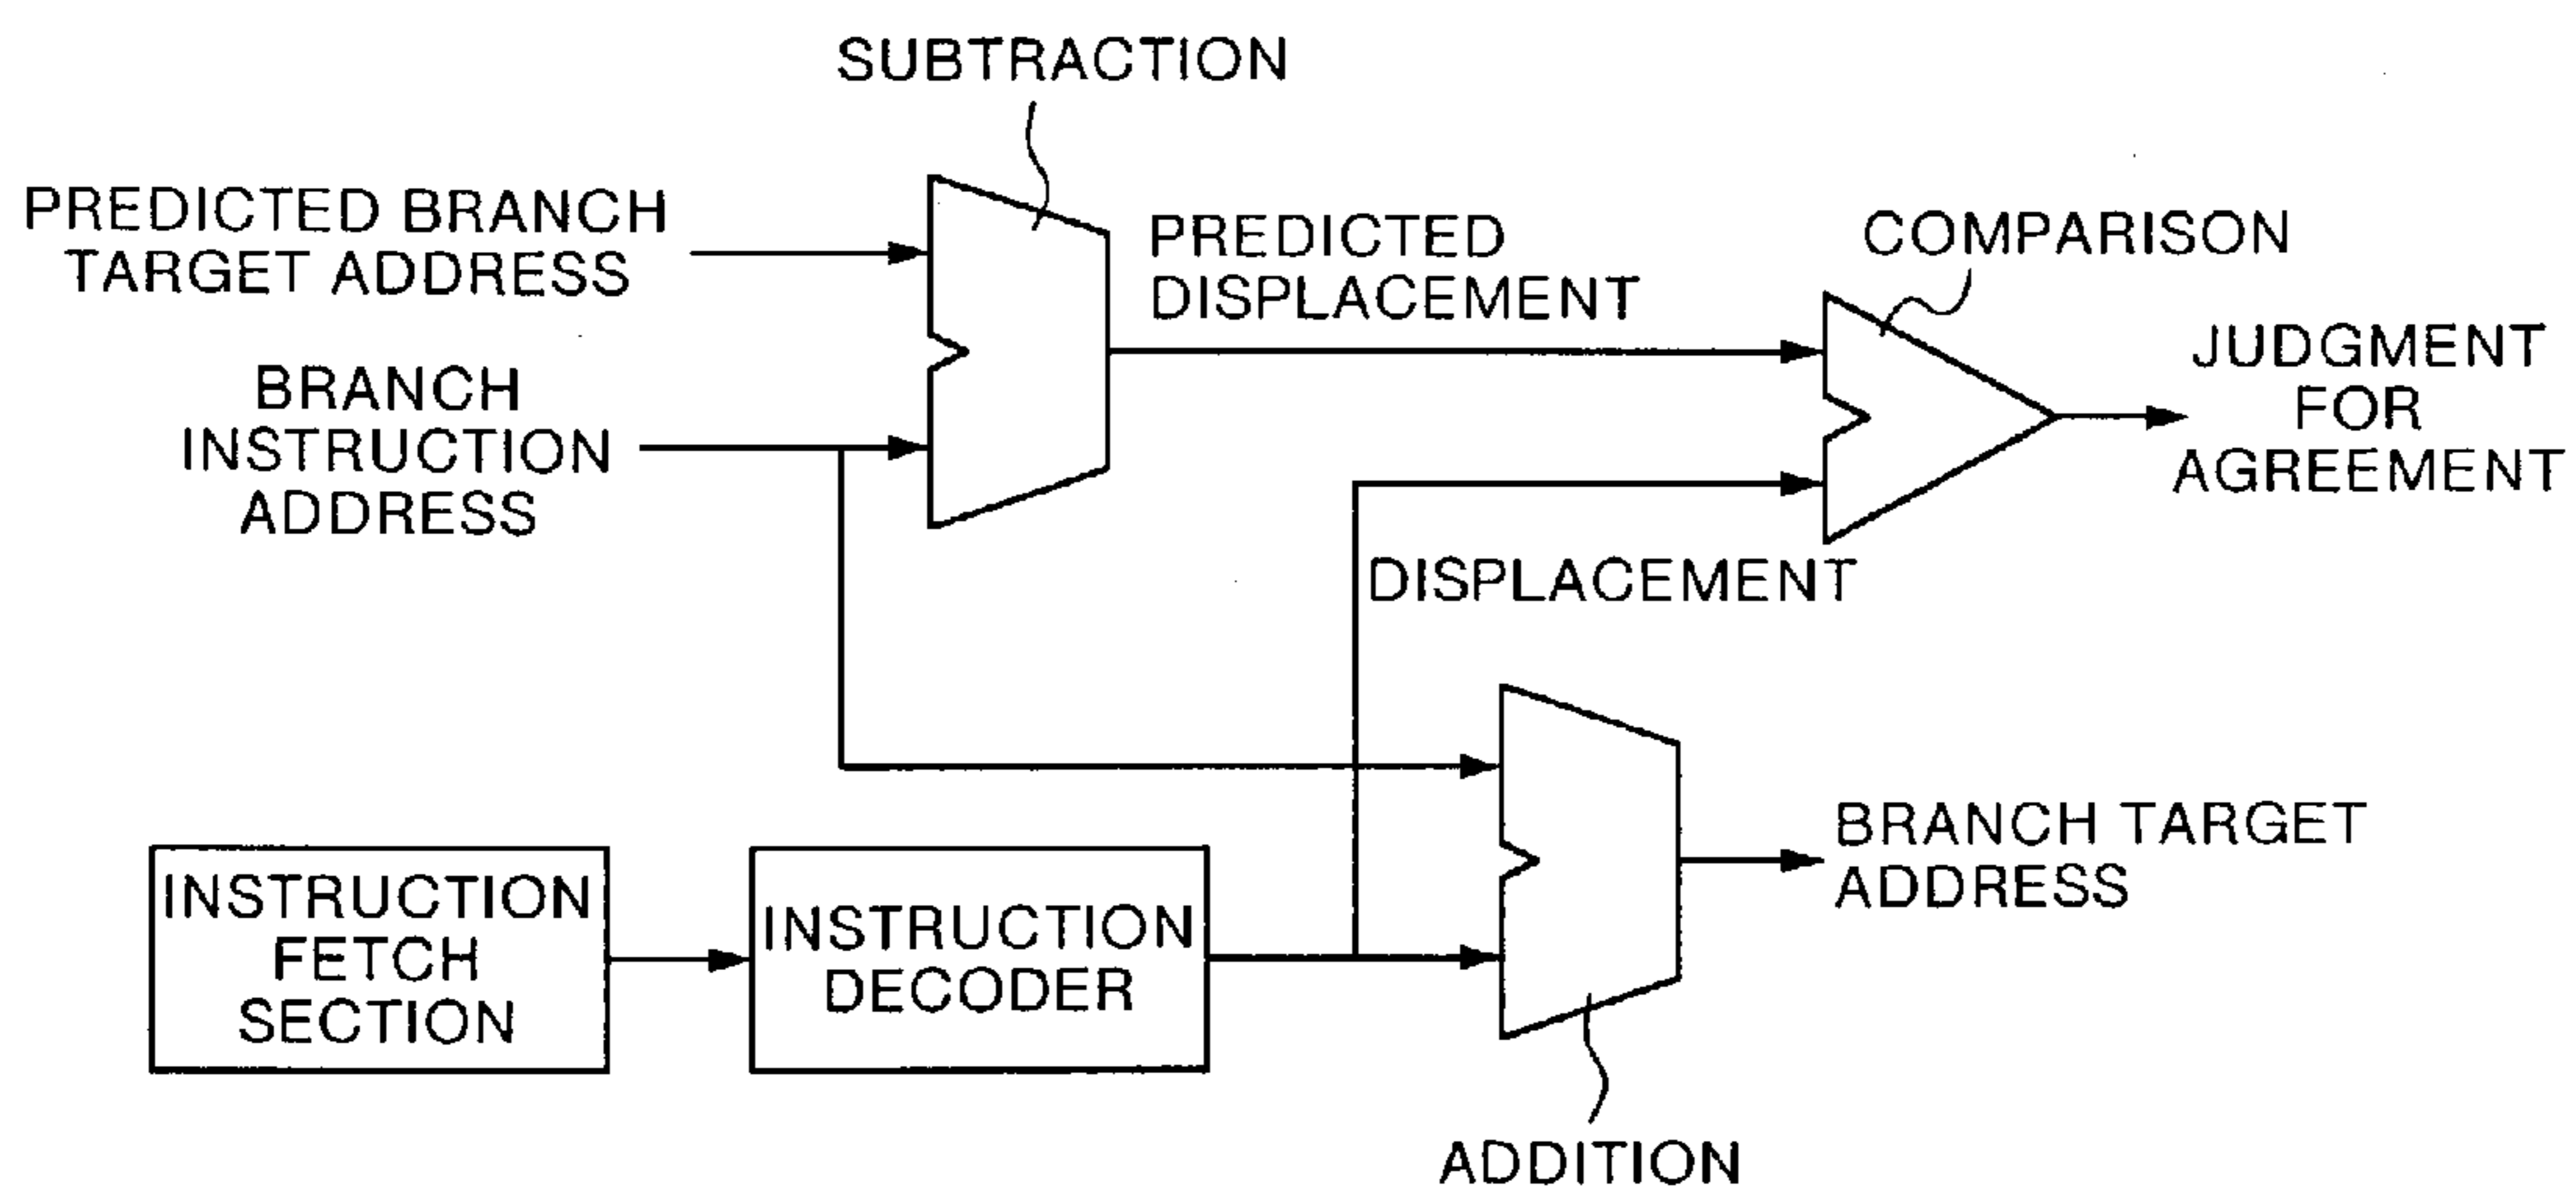 SUBTRACTION
PREDICTED BRANCH
TARGET ADDRESS
PREDICTED
DISPLACEMENT
COMPARISON
JUDGMENT
FOR
AGREEMENT
BRANCH
INSTRUCTION
ADDRESS
DISPLACEMENT
BRANCH TARGET
ADDRESS
INSTRUCTION
FETCH
SECTION
INSTRUCTION
DECODER
ADDITION